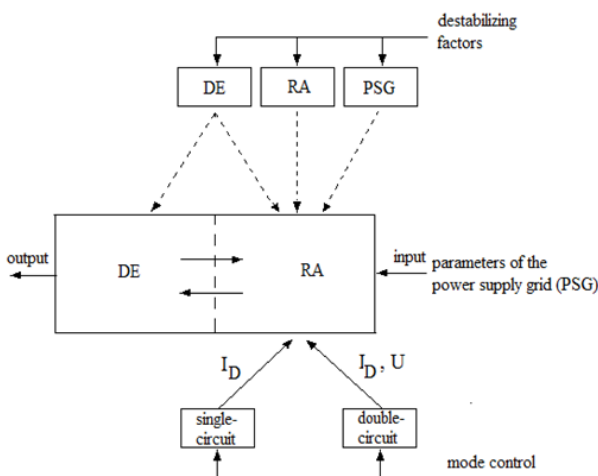 destabilizing
factors
DE
RA
PSG
output
DE
RA
input
parameters of the
power supply grid (PSG)
I_D
I_D , U
single-
circuit
double-
circuit
mode control